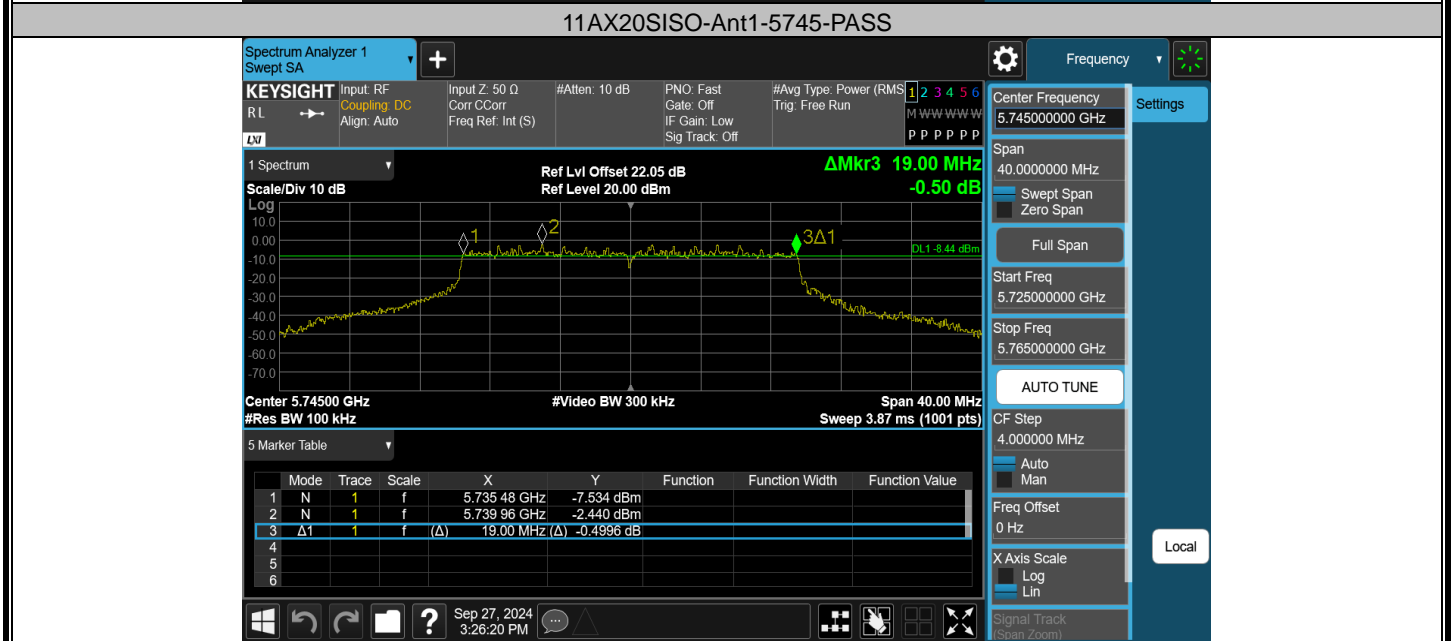 11AX20SISO-Ant1-5745-PASS
Spectrum Analyzer 1
Swept SA
+
Frequency
KEYSIGHT
RL
LXI
Input: RF
Coupling: DC
Align: Auto
Input Z: 50 Ω
Corr CCorr
Freq Ref: Int (S)
#Atten: 10 dB
PNO: Fast
Gate: Off
IF Gain: Low
Sig Track: Off
#Avg Type: Power (RMS
Trig: Free Run
1 2 3 4 5 6
M W W W W W
P P P P P P
1 Spectrum
Scale/Div 10 dB
Ref Lvl Offset 22.05 dB
Ref Level 20.00 dBm
ΔMkr3 19.00 MHz
-0.50 dB
Log
10.0
0.00
-10.0
-20.0
-30.0
-40.0
-50.0
-60.0
-70.0
1
2
3Δ1
DL1 -8.44 dBm
Center 5.74500 GHz
#Video BW 300 kHz
Span 40.00 MHz
#Res BW 100 kHz
Sweep 3.87 ms (1001 pts)
5 Marker Table
Mode Trace Scale X Y Function Function Width Function Value
1 N 1 f 5.735 48 GHz -7.534 dBm
2 N 1 f 5.739 96 GHz -2.440 dBm
3 Δ1 1 f (Δ) 19.00 MHz (Δ) -0.4996 dB
4
5
6
Center Frequency
5.745000000 GHz
Settings
Span
40.0000000 MHz
Swept Span
Zero Span
Full Span
Start Freq
5.725000000 GHz
Stop Freq
5.765000000 GHz
AUTO TUNE
CF Step
4.000000 MHz
Auto
Man
Freq Offset
0 Hz
X Axis Scale
Log
Lin
Signal Track
(Span Zoom)
Local
?
Sep 27, 2024
3:26:20 PM